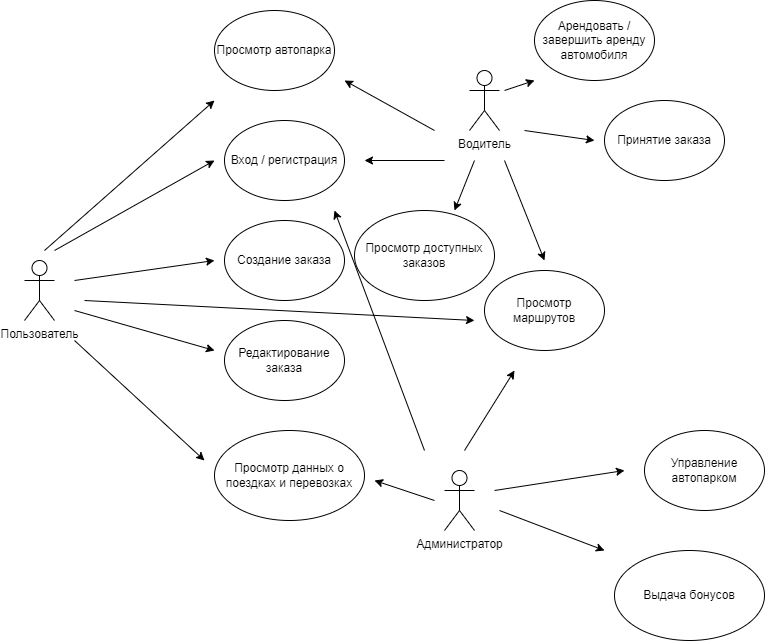 Арендовать /
завершить аренду
автомобиля
Просмотр автопарка
Водитель
Принятие заказа
Вход / регистрация
Просмотр доступных
заказов
Создание заказа
Просмотр
маршрутов
Пользователь
Редактирование
заказа
Просмотр данных о
поездках и перевозках
Управление
автопарком
Администратор
Выдача бонусов